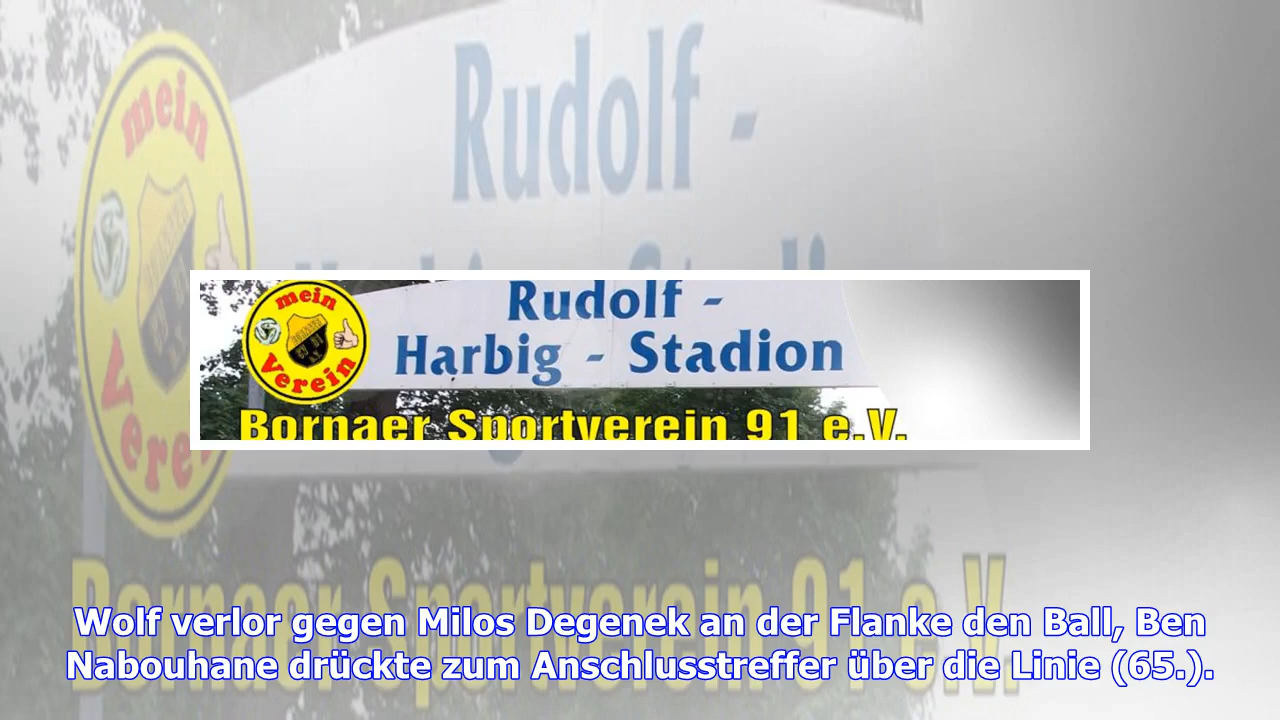 mein
Verein
Rudolf -
Harbig - Stadion
Bornaer Sportverein 91 e.V.
Wolf verlor gegen Milos Degenek an der Flanke den Ball, Ben
Nabouhane drückte zum Anschlusstreffer über die Linie (65.).